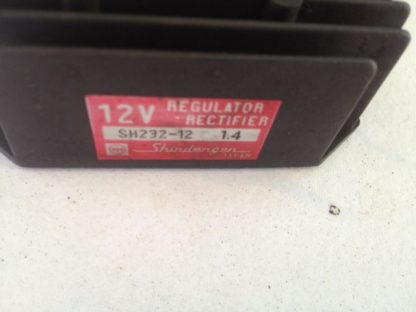 12V REGULATOR
RECTIFIER
SH232-12 1.4
Shindengen
JAPAN